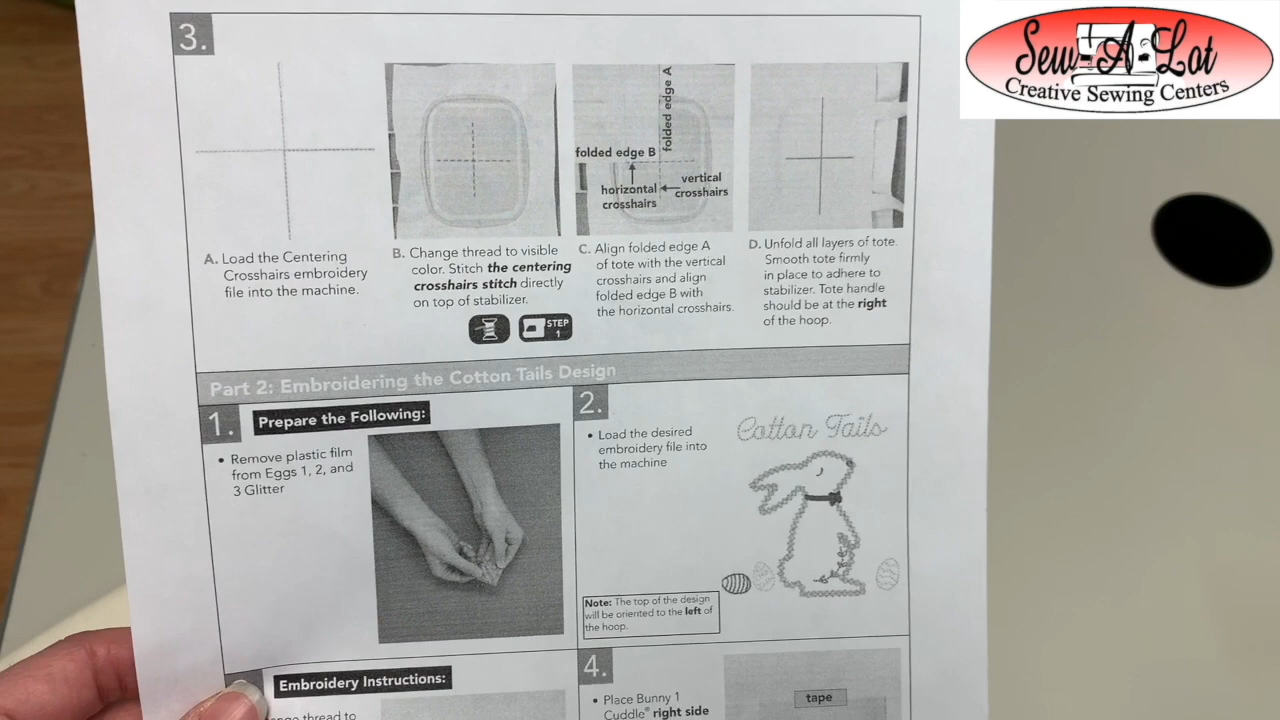 Sew-A-Lot
Creative Sewing Centers
3.
folded edge A
folded edge B
horizontal
crosshairs
vertical
crosshairs
A. Load the Centering
Crosshairs embroidery
file into the machine.
B. Change thread to visible
color. Stitch the centering
crosshairs stitch directly
on top of stabilizer.
STEP
1
C. Align folded edge A
of tote with the vertical
crosshairs and align
folded edge B with
the horizontal crosshairs.
D. Unfold all layers of tote.
Smooth tote firmly
in place to adhere to
stabilizer. Tote handle
should be at the right
of the hoop.
Part 2: Embroidering the Cotton Tails Design
1.
Prepare the Following:
• Remove plastic film
from Eggs 1, 2, and
3 Glitter
2.
• Load the desired
embroidery file into
the machine
Cotton Tails
Note: The top of the design
will be oriented to the left of
the hoop.
Embroidery Instructions:
thread to
4.
• Place Bunny 1
Cuddle® right side
tape